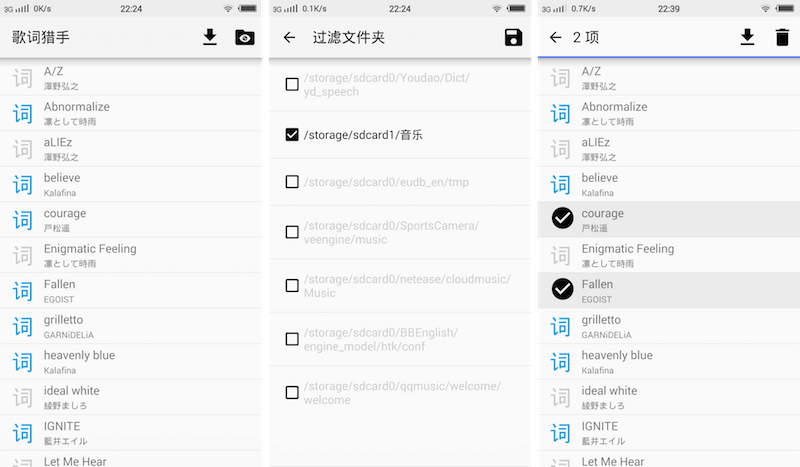 3G 0K/s 22:24
歌词猎手
词 A/Z
澤野弘之
词 Abnormalize
凛として時雨
词 aLIEz
澤野弘之
词 believe
Kalafina
词 courage
戸松遥
词 Enigmatic Feeling
凛として時雨
词 Fallen
EGOIST
词 grilletto
GARNiDELiA
词 heavenly blue
Kalafina
词 ideal white
綾野ましろ
词 IGNITE
藍井エイル
词 Let Me Hear
3G 0.1K/s 22:24
过滤文件夹
/storage/sdcard0/Youdao/Dict/
yd_speech
/storage/sdcard1/音乐
/storage/sdcard0/eudb_en/tmp
/storage/sdcard0/SportsCamera/
veengine/music
/storage/sdcard0/netease/cloudmusic/
Music
/storage/sdcard0/BBEnglish/
engine_model/htk/conf
/storage/sdcard0/qqmusic/welcome/
welcome
3G 0.7K/s 22:39
2 项
词 A/Z
澤野弘之
词 Abnormalize
凛として時雨
词 aLIEz
澤野弘之
词 believe
Kalafina
courage
戸松遥
词 Enigmatic Feeling
凛として時雨
Fallen
EGOIST
词 grilletto
GARNiDELiA
词 heavenly blue
Kalafina
词 ideal white
綾野ましろ
词 IGNITE
藍井エイル
词 Let Me Hear